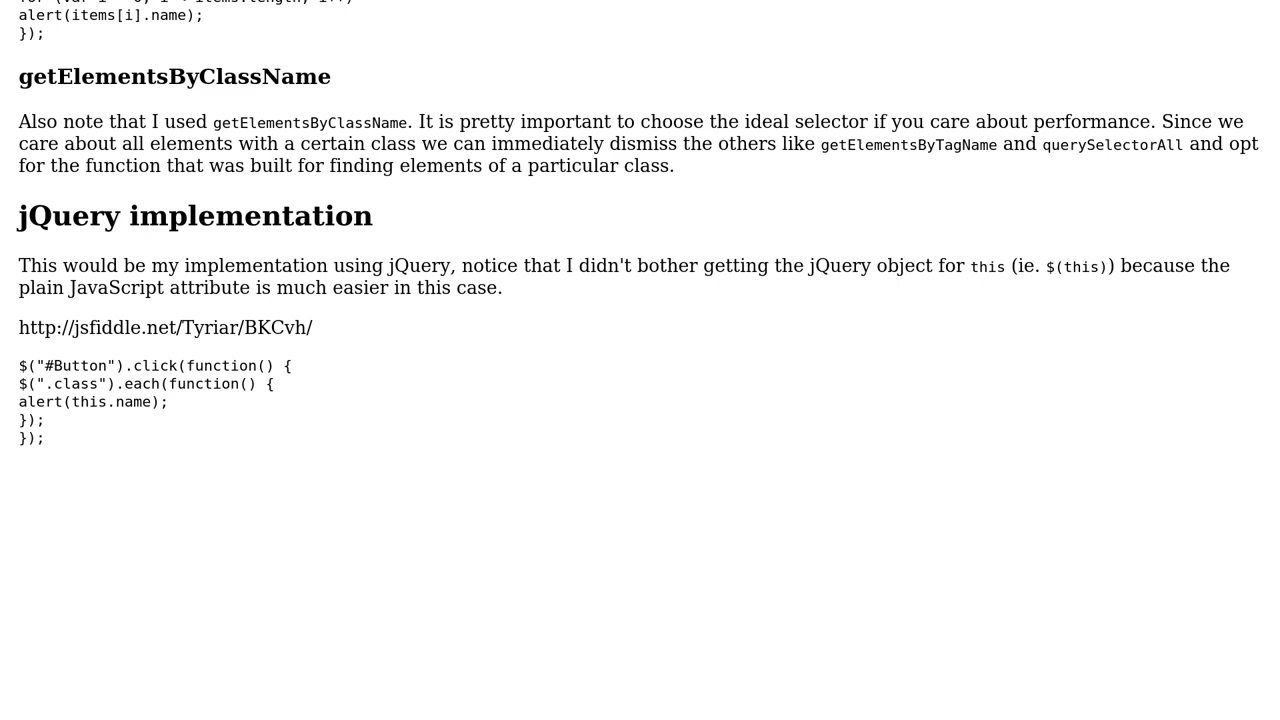 alert(items[i].name);
});
getElementsByClassName
Also note that I used getElementsByClassName. It is pretty important to choose the ideal selector if you care about performance. Since we
care about all elements with a certain class we can immediately dismiss the others like getElementsByTagName and querySelectorAll and opt
for the function that was built for finding elements of a particular class.
jQuery implementation
This would be my implementation using jQuery, notice that I didn't bother getting the jQuery object for this (ie. $(this)) because the
plain JavaScript attribute is much easier in this case.
http://jsfiddle.net/Tyriar/BKCvh/
$("#Button").click(function() {
$(".class").each(function() {
alert(this.name);
});
});